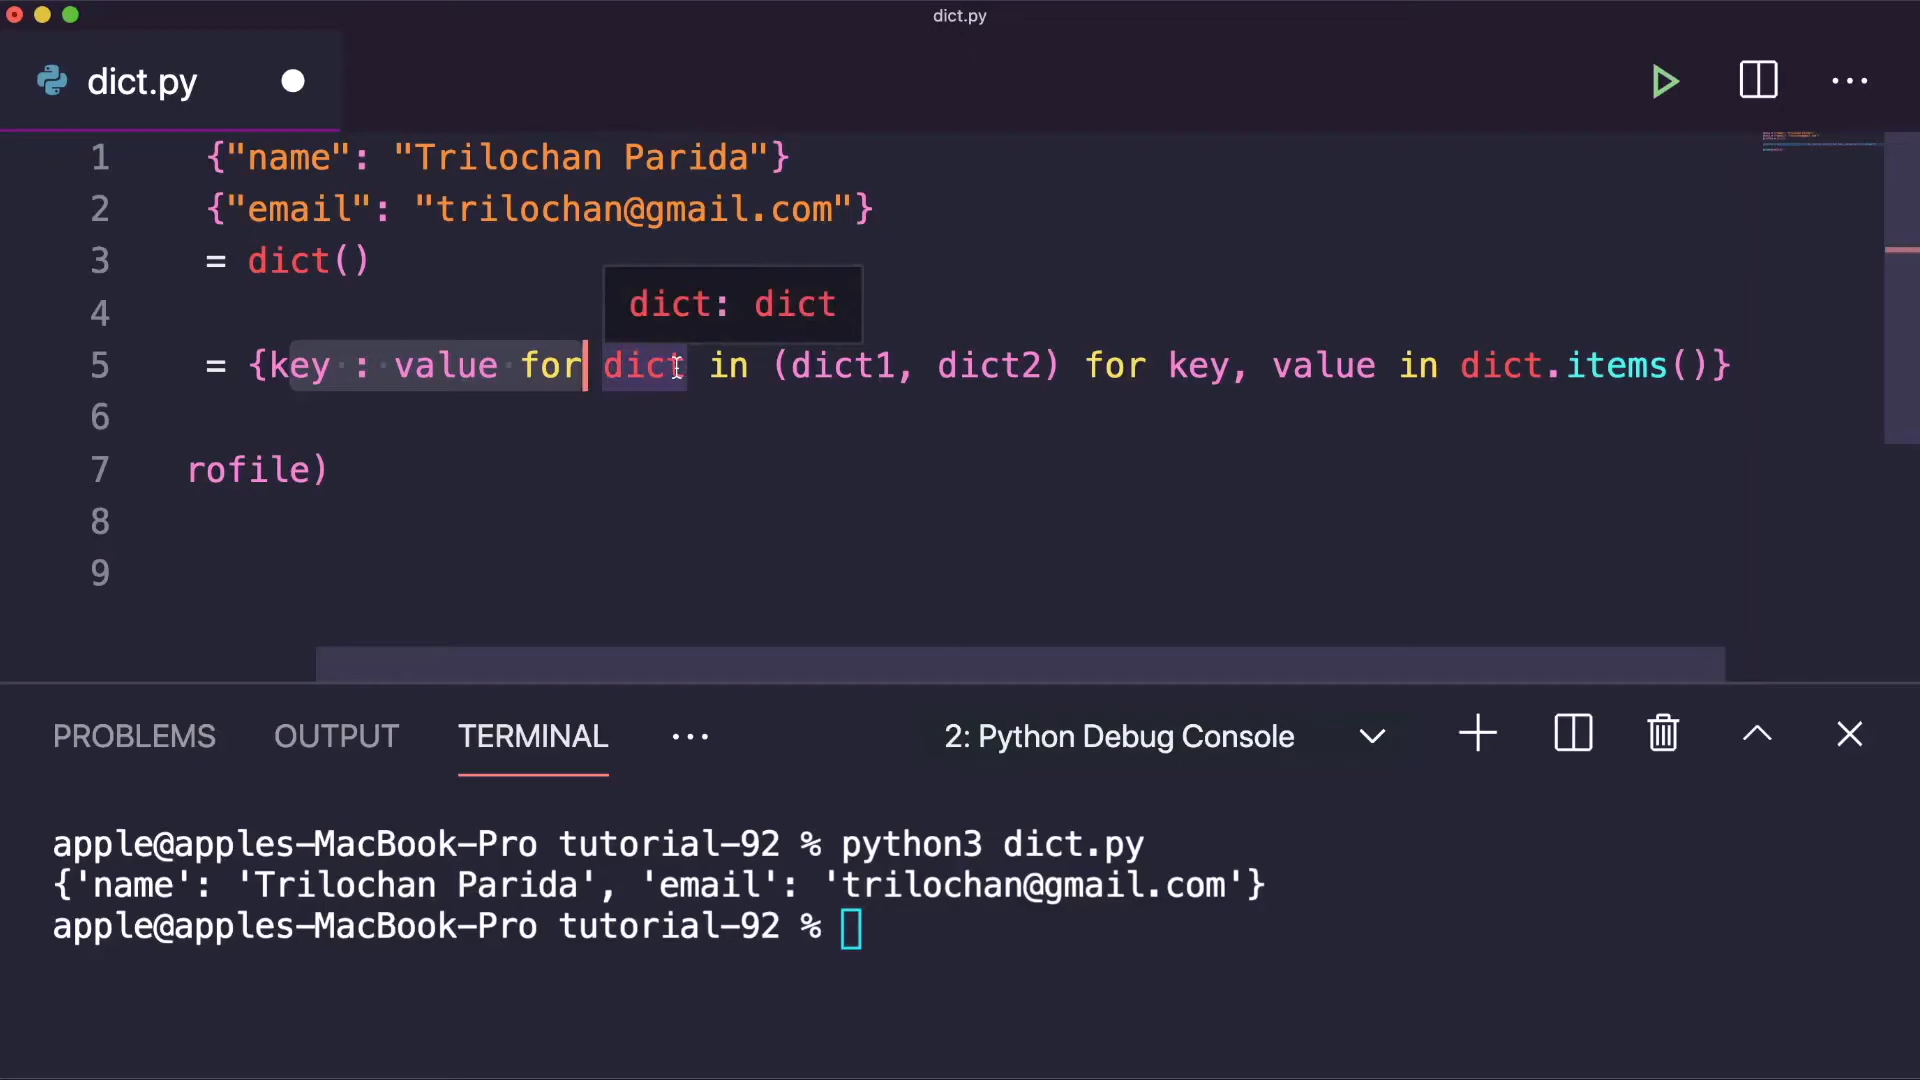 dict.py
dict.py
1 {"name": "Trilochan Parida"}
2 {"email": "trilochan@gmail.com"}
3 = dict()
dict: dict
4
5 = {key : value for dict in (dict1, dict2) for key, value in dict.items()}
6
7 rofile)
8
9
PROBLEMS OUTPUT TERMINAL ... 2: Python Debug Console
apple@apples-MacBook-Pro tutorial-92 % python3 dict.py
{'name': 'Trilochan Parida', 'email': 'trilochan@gmail.com'}
apple@apples-MacBook-Pro tutorial-92 %